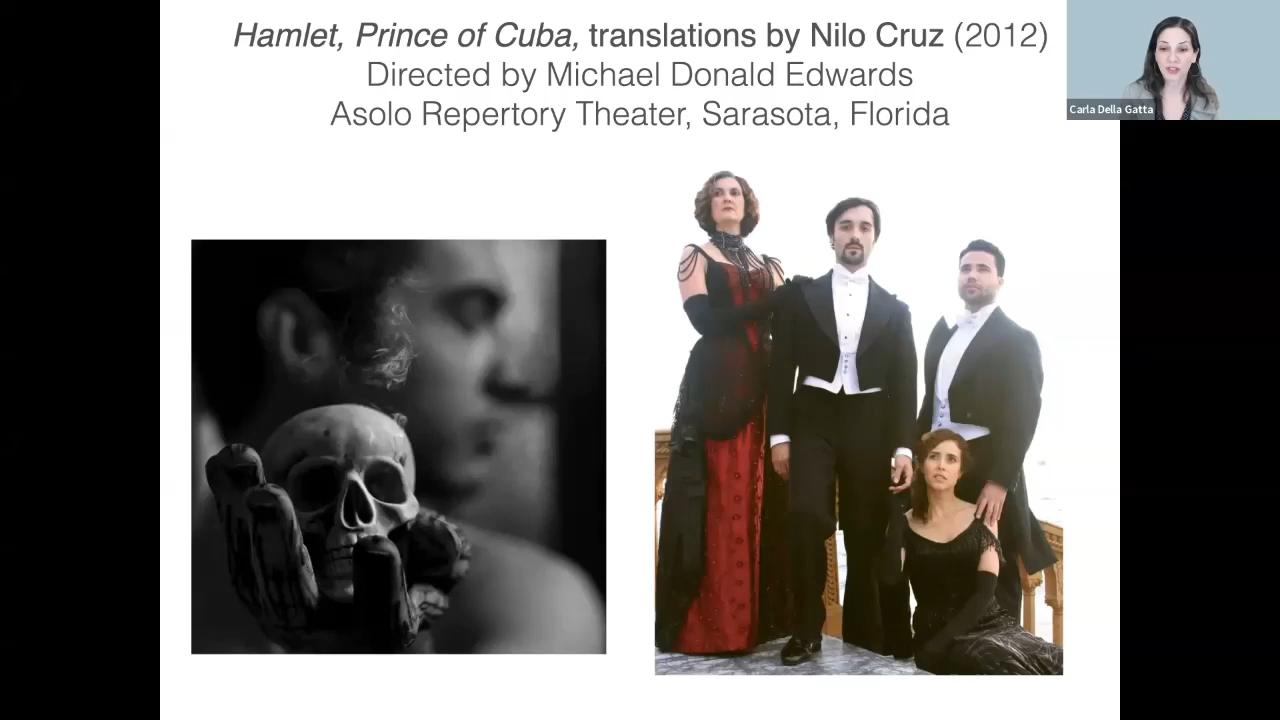 Hamlet, Prince of Cuba, translations by Nilo Cruz (2012)
Directed by Michael Donald Edwards
Asolo Repertory Theater, Sarasota, Florida
Carla Della Gatta